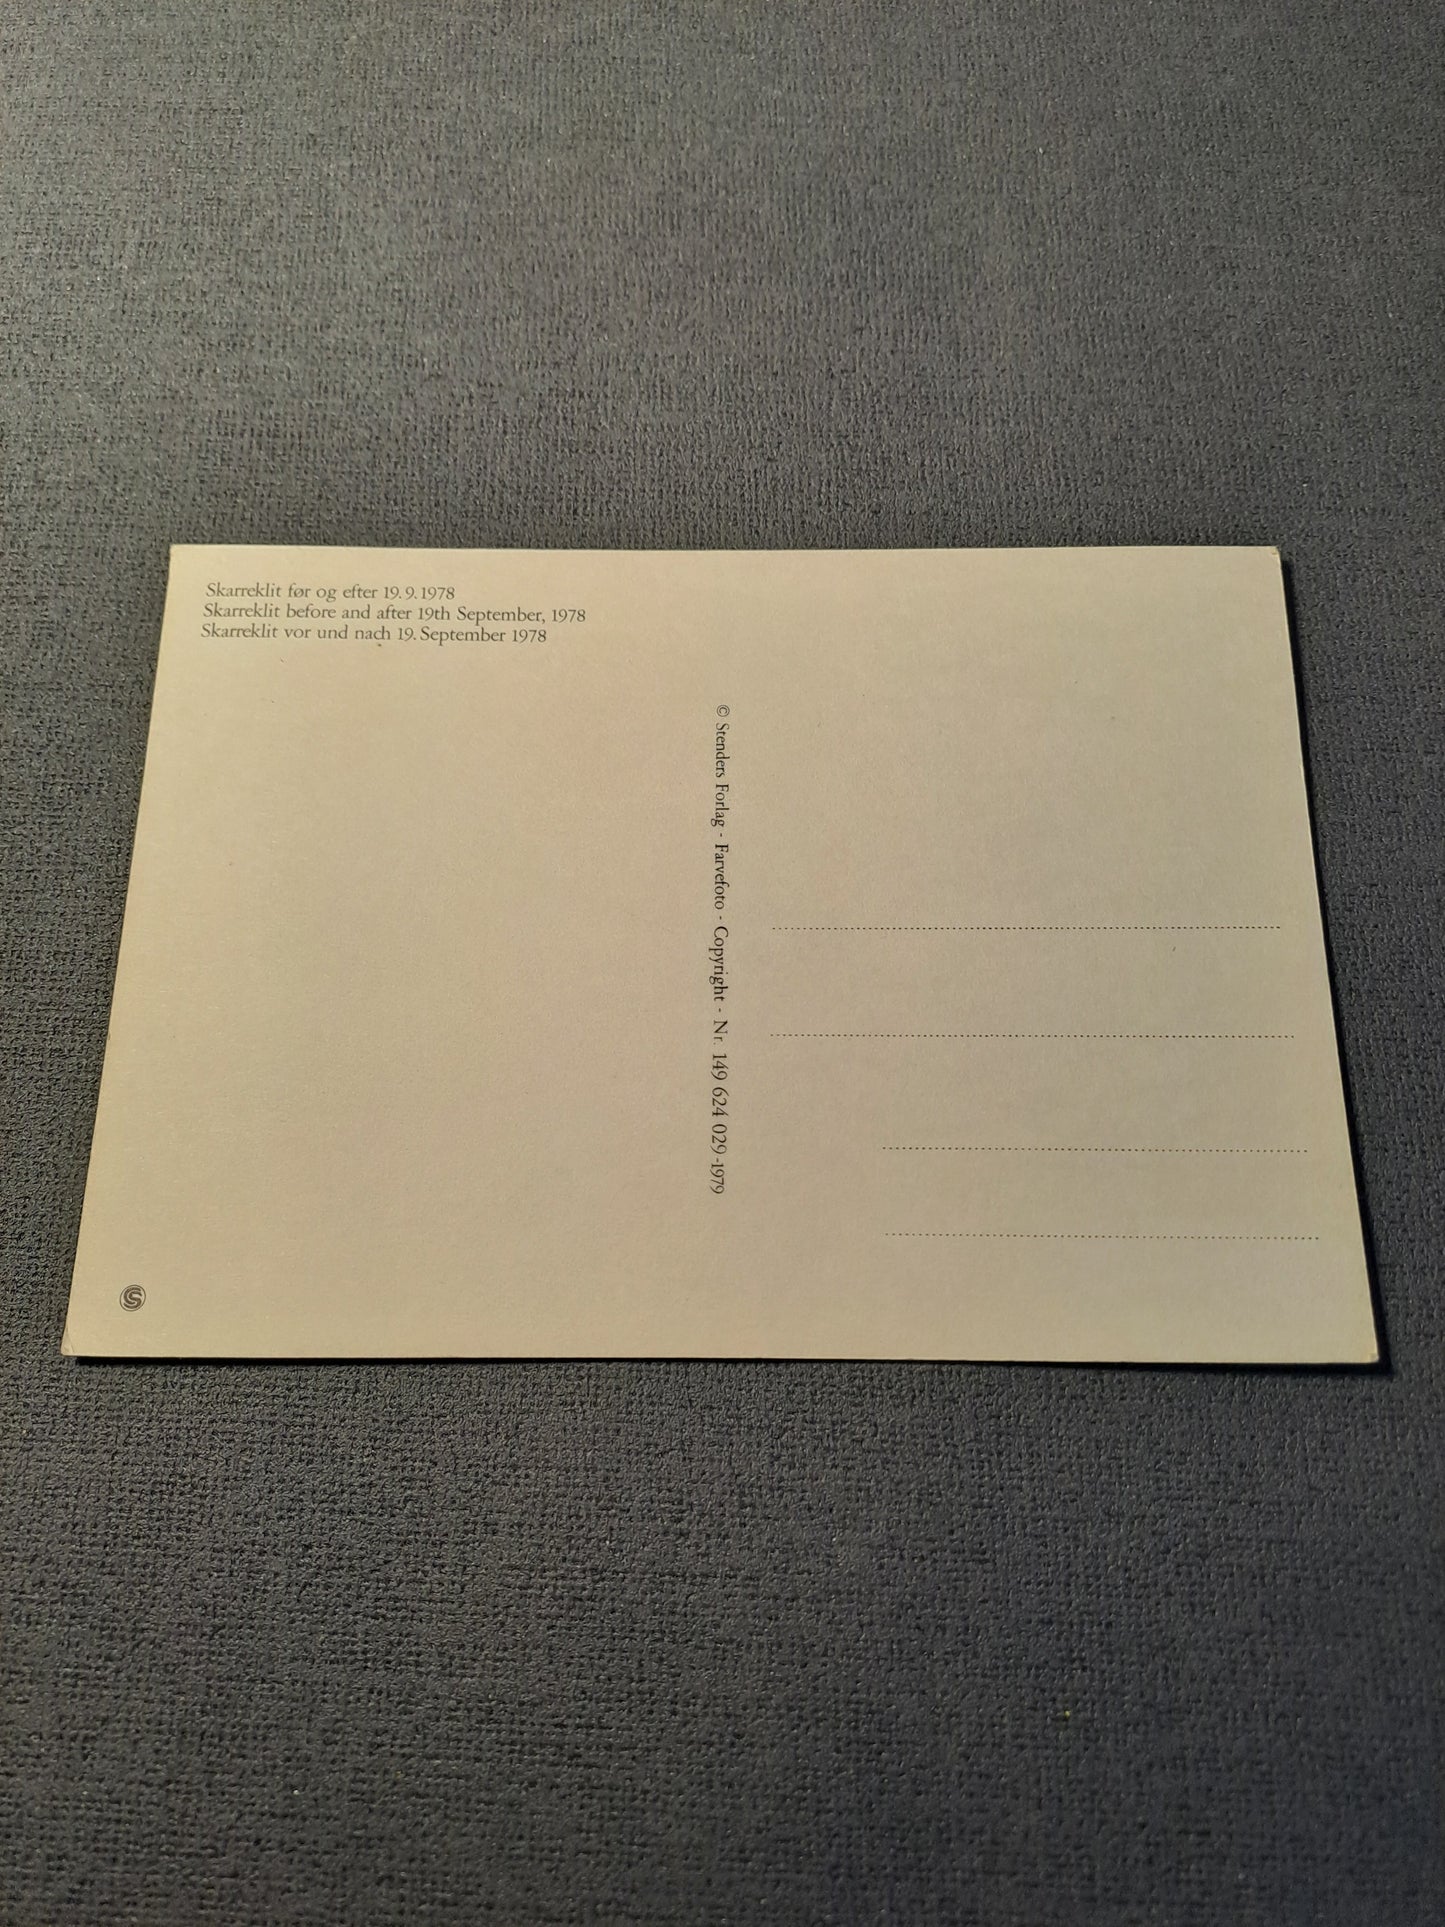 Skarreklit før og efter 19.9.1978
Skarreklit before and after 19th September, 1978
Skarreklit vor und nach 19. September 1978
© Stenders Forlag - Farvefoto - Copyright - Nr. 149 624 029-1979
S